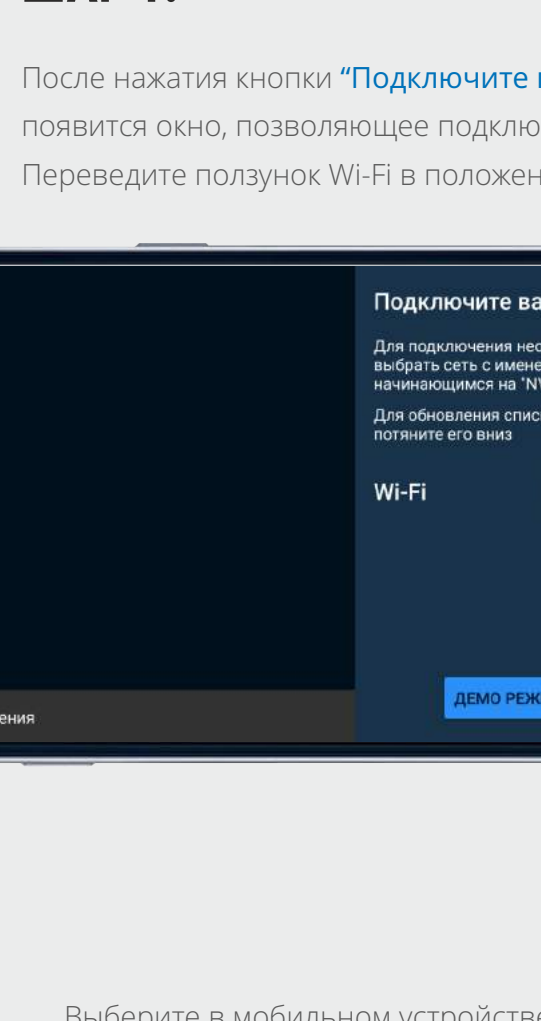 После нажатия кнопки “Подключите
появится окно, позволяющее подклю
Переведите ползунок Wi-Fi в положен
Подключите ва
Для подключения нео
выбрать сеть с имене
начинающимся на "N
Для обновления спис
потяните его вниз
Wi-Fi
ДЕМО РЕЖ
ения
Выберите в мобильном устройстве